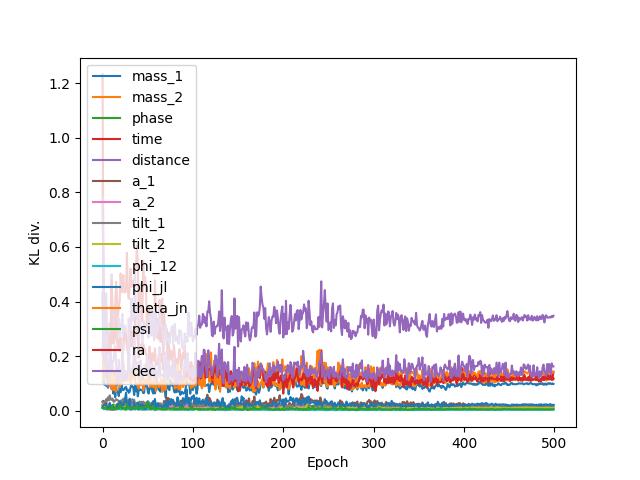 KL div.
1.2
1.0
0.8
0.6
0.4
0.2
0.0
mass_1
mass_2
phase
time
distance
a_1
a_2
tilt_1
tilt_2
phi_12
phi_jl
theta_jn
psi
ra
dec
0 100 200 300 400 500
Epoch